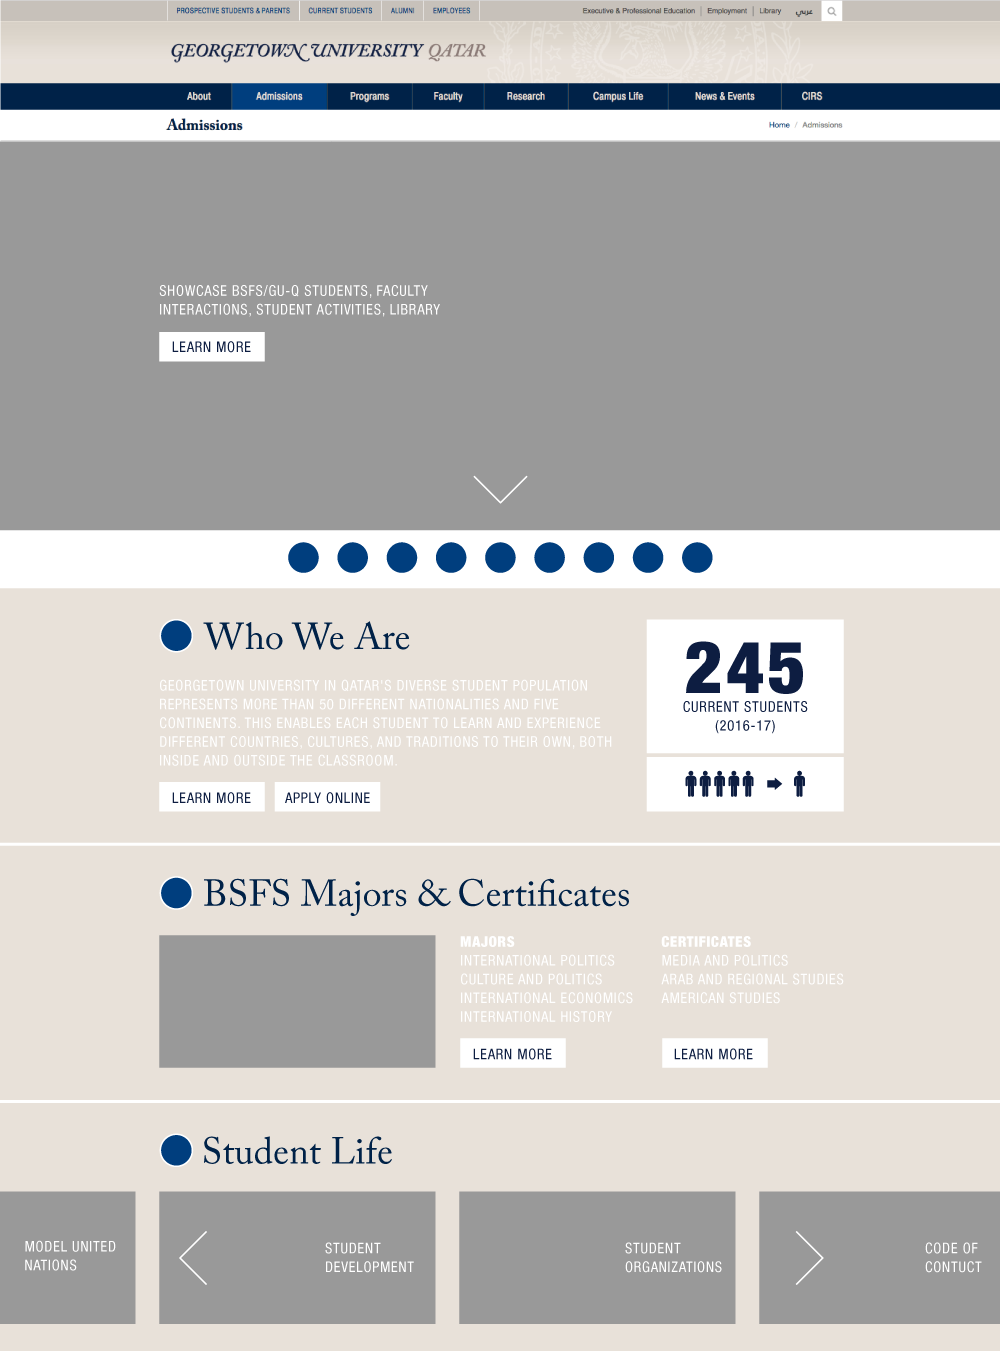 PROSPECTIVE STUDENTS & PARENTS
CURRENT STUDENTS
ALUMNI
EMPLOYEES
Executive & Professional Education
Employment
Library
عربي
GEORGETOWN UNIVERSITY QATAR
About
Admissions
Programs
Faculty
Research
Campus Life
News & Events
CIRS
Admissions
Home / Admissions
SHOWCASE BSFS/GU-Q STUDENTS, FACULTY
INTERACTIONS, STUDENT ACTIVITIES, LIBRARY
LEARN MORE
Who We Are
GEORGETOWN UNIVERSITY IN QATAR'S DIVERSE STUDENT POPULATION
REPRESENTS MORE THAN 50 DIFFERENT NATIONALITIES AND FIVE
CONTINENTS. THIS ENABLES EACH STUDENT TO LEARN AND EXPERIENCE
DIFFERENT COUNTRIES, CULTURES, AND TRADITIONS TO THEIR OWN, BOTH
INSIDE AND OUTSIDE THE CLASSROOM.
LEARN MORE
APPLY ONLINE
245
CURRENT STUDENTS
(2016-17)
BSFS Majors & Certificates
MAJORS
INTERNATIONAL POLITICS
CULTURE AND POLITICS
INTERNATIONAL ECONOMICS
INTERNATIONAL HISTORY
LEARN MORE
CERTIFICATES
MEDIA AND POLITICS
ARAB AND REGIONAL STUDIES
AMERICAN STUDIES
LEARN MORE
Student Life
MODEL UNITED
NATIONS
STUDENT
DEVELOPMENT
STUDENT
ORGANIZATIONS
CODE OF
CONTUCT